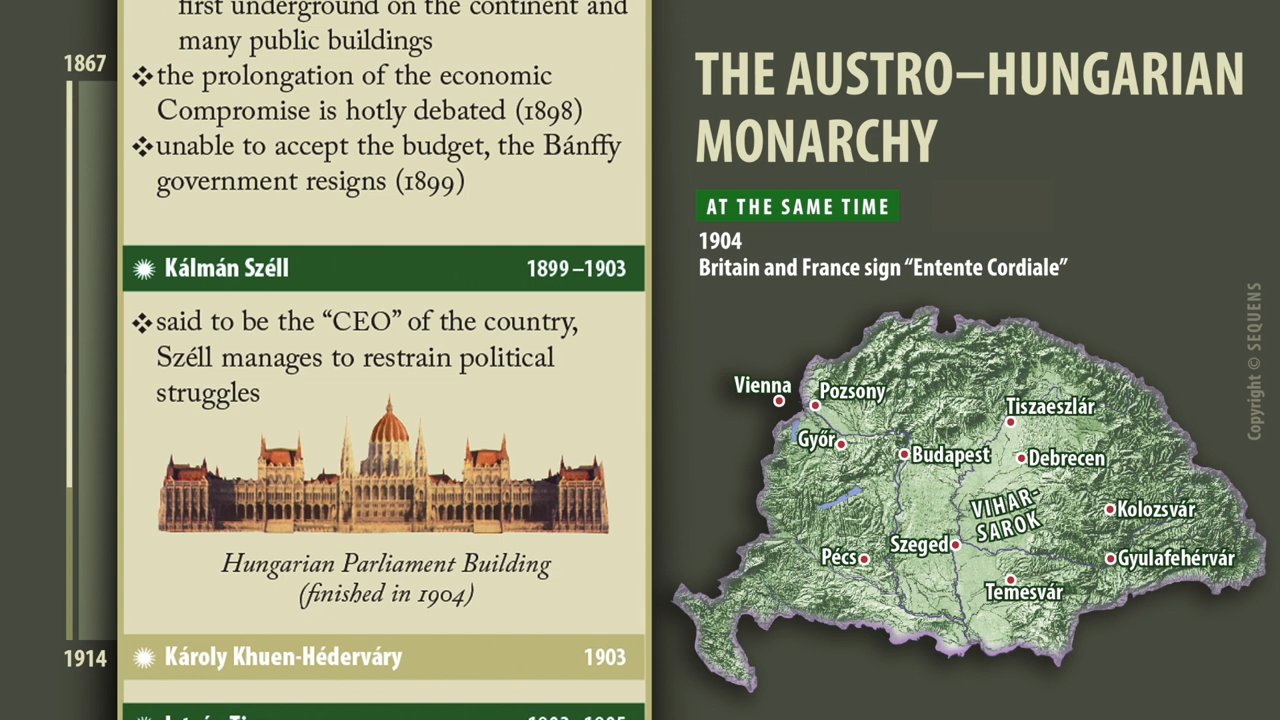 first underground on the continent and
many public buildings
❖the prolongation of the economic
Compromise is hotly debated (1898)
❖unable to accept the budget, the Bánffy
government resigns (1899)
Kálmán Széll 1899–1903
❖said to be the “CEO” of the country,
Széll manages to restrain political
struggles
Hungarian Parliament Building
(finished in 1904)
Károly Khuen-Héderváry 1903
1867
1914
THE AUSTRO–HUNGARIAN
MONARCHY
AT THE SAME TIME
1904
Britain and France sign “Entente Cordiale”
Vienna
Pozsony
Tiszaeszlár
Győr
Budapest
Debrecen
VIHAR-
SAROK
Kolozsvár
Szeged
Pécs
Gyulafehérvár
Temesvár
Copyright © SEQUENS